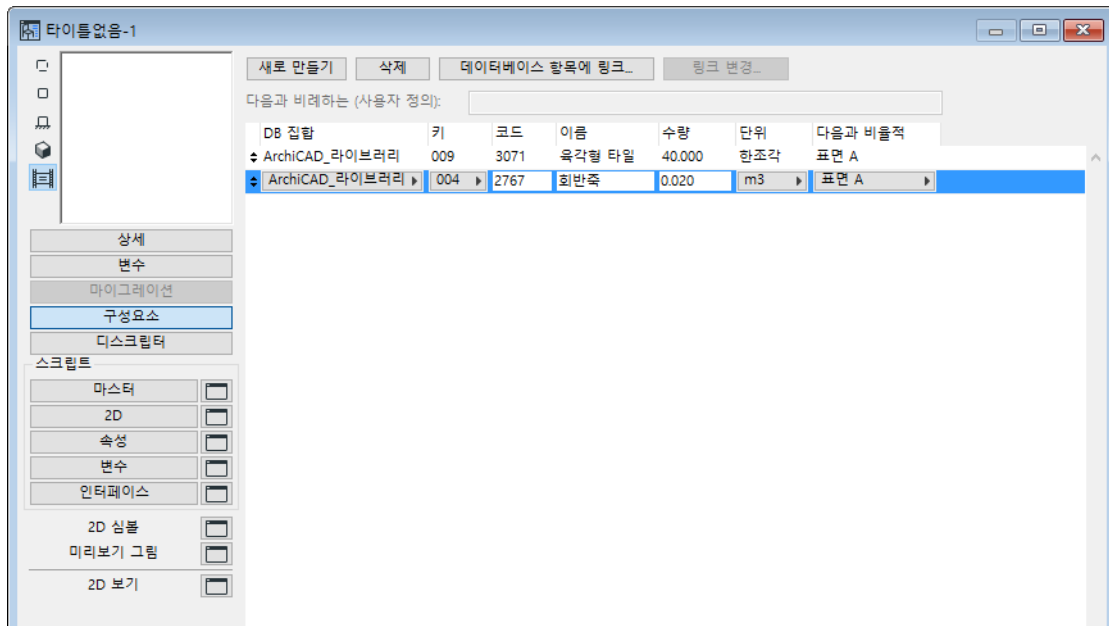 타이틀없음-1
새로 만들기 삭제 데이터베이스 항목에 링크... 링크 변경...
다음과 비례하는 (사용자 정의):
DB 집합 키 코드 이름 수량 단위 다음과 비율적
ArchiCAD_라이브러리 009 3071 육각형 타일 40.000 한조각 표면 A
ArchiCAD_라이브러리 004 2767 회반죽 0.020 m3 표면 A
상세
변수
마이그레이션
구성요소
디스크립터
스크립트
마스터
2D
속성
변수
인터페이스
2D 심볼
미리보기 그림
2D 보기